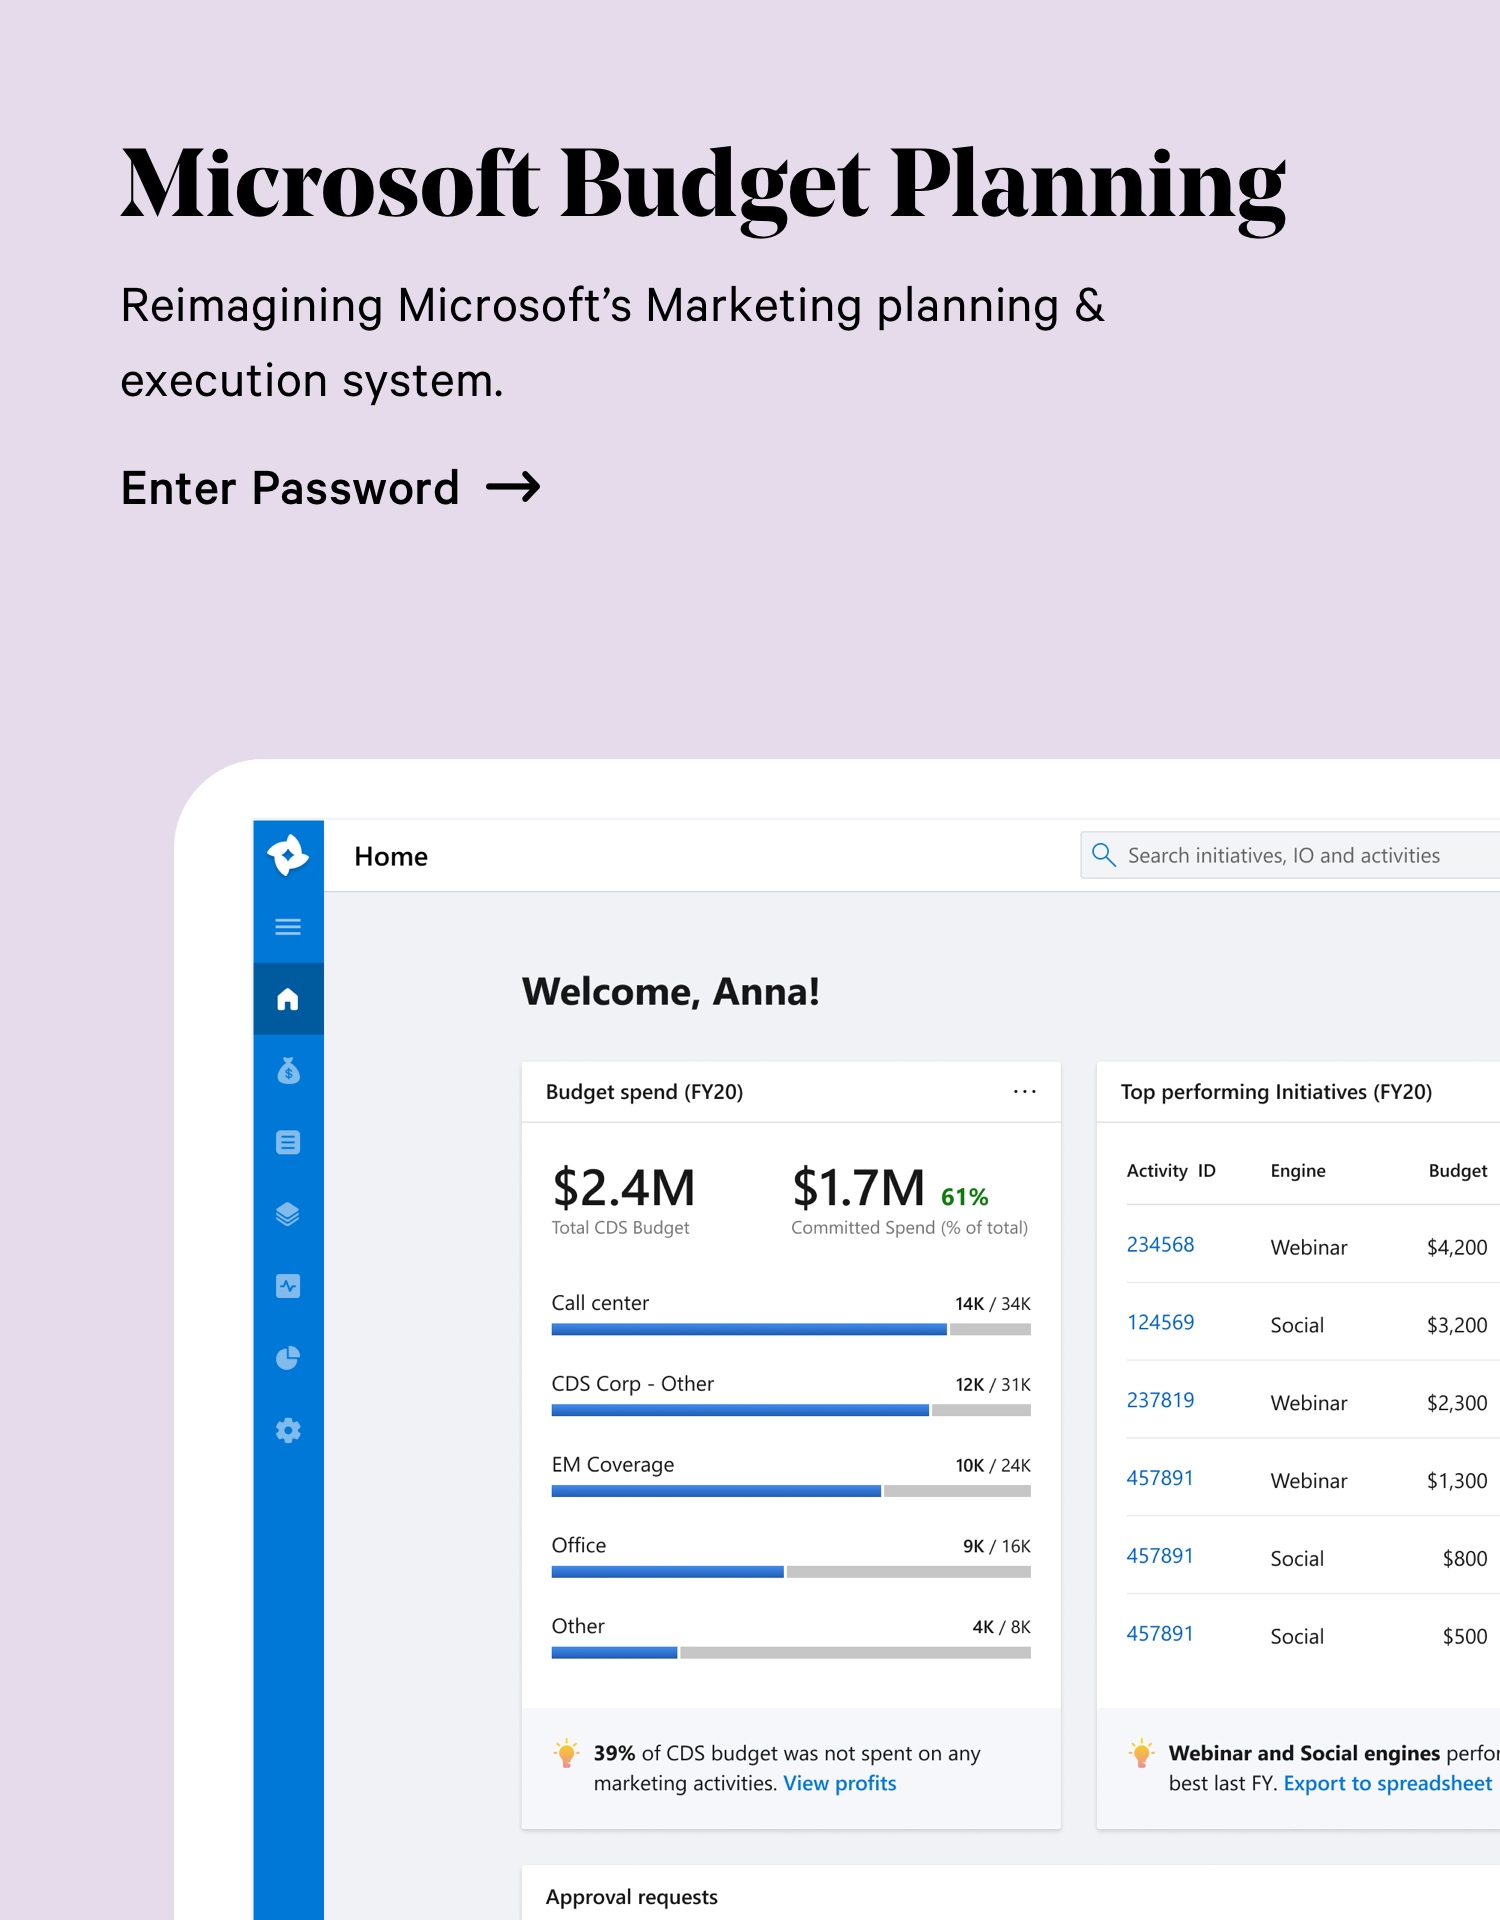 Microsoft Budget Planning
Reimagining Microsoft’s Marketing planning &
execution system.
Enter Password →
Home
Search initiatives, IO and activities
Welcome, Anna!
Budget spend (FY20) ···
$2.4M
Total CDS Budget
$1.7M 61%
Committed Spend (% of total)
Call center 14K / 34K
CDS Corp - Other 12K / 31K
EM Coverage 10K / 24K
Office 9K / 16K
Other 4K / 8K
39% of CDS budget was not spent on any
marketing activities. View profits
Top performing Initiatives (FY20)
Activity ID Engine Budget
234568 Webinar $4,200
124569 Social $3,200
237819 Webinar $2,300
457891 Webinar $1,300
457891 Social $800
457891 Social $500
Webinar and Social engines
best last FY. Export to spreadsheet
Approval requests